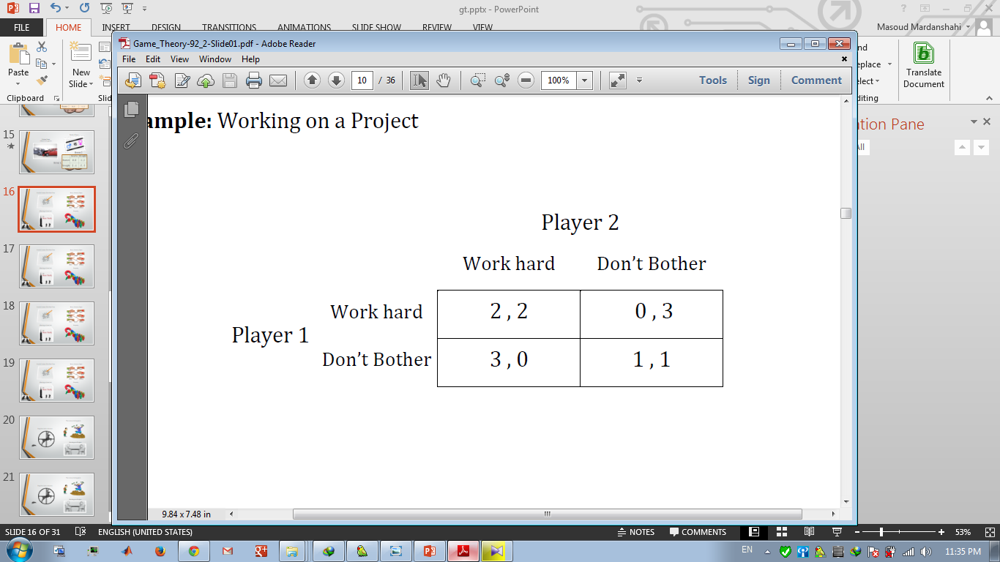 gt.pptx - PowerPoint
FILE HOME INSERT DESIGN TRANSITIONS ANIMATIONS SLIDE SHOW REVIEW VIEW
Masoud Mardanshahi
Game_Theory-92_2-Slide01.pdf - Adobe Reader
File Edit View Window Help
10 / 36
100%
Tools Sign Comment
Paste
New
Slide
Clipboard
Slid
nd
eplace
elect
diting
Translate
Document
ample: Working on a Project
tion Pane
All
Player 2
Work hard Don't Bother
Player 1
Work hard 2 , 2 0 , 3
Don't Bother 3 , 0 1 , 1
15
16
17
18
19
20
21
9.84 x 7.48 in
SLIDE 16 OF 31 ENGLISH (UNITED STATES) NOTES COMMENTS 53%
EN 11:35 PM